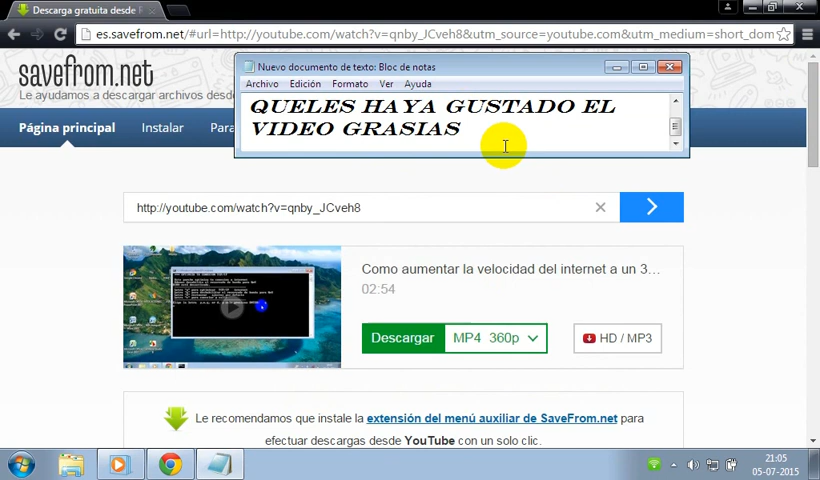 Descarga gratuita desde
es.savefrom.net/#url=http://youtube.com/watch?v=qnby_JCveh8&utm_source=youtube.com&utm_medium=short_dom
savefrom.net
Le ayudamos a descargar archivos desde
Página principal Instalar Para
Nuevo documento de texto: Bloc de notas
Archivo Edición Formato Ver Ayuda
QUELES HAYA GUSTADO EL
VIDEO GRASIAS
http://youtube.com/watch?v=qnby_JCveh8
Como aumentar la velocidad del internet a un 3...
02:54
Descargar MP4 360p HD / MP3
Le recomendamos que instale la extensión del menú auxiliar de SaveFrom.net para
efectuar descargas desde YouTube con un solo clic.
21:05
05-07-2015